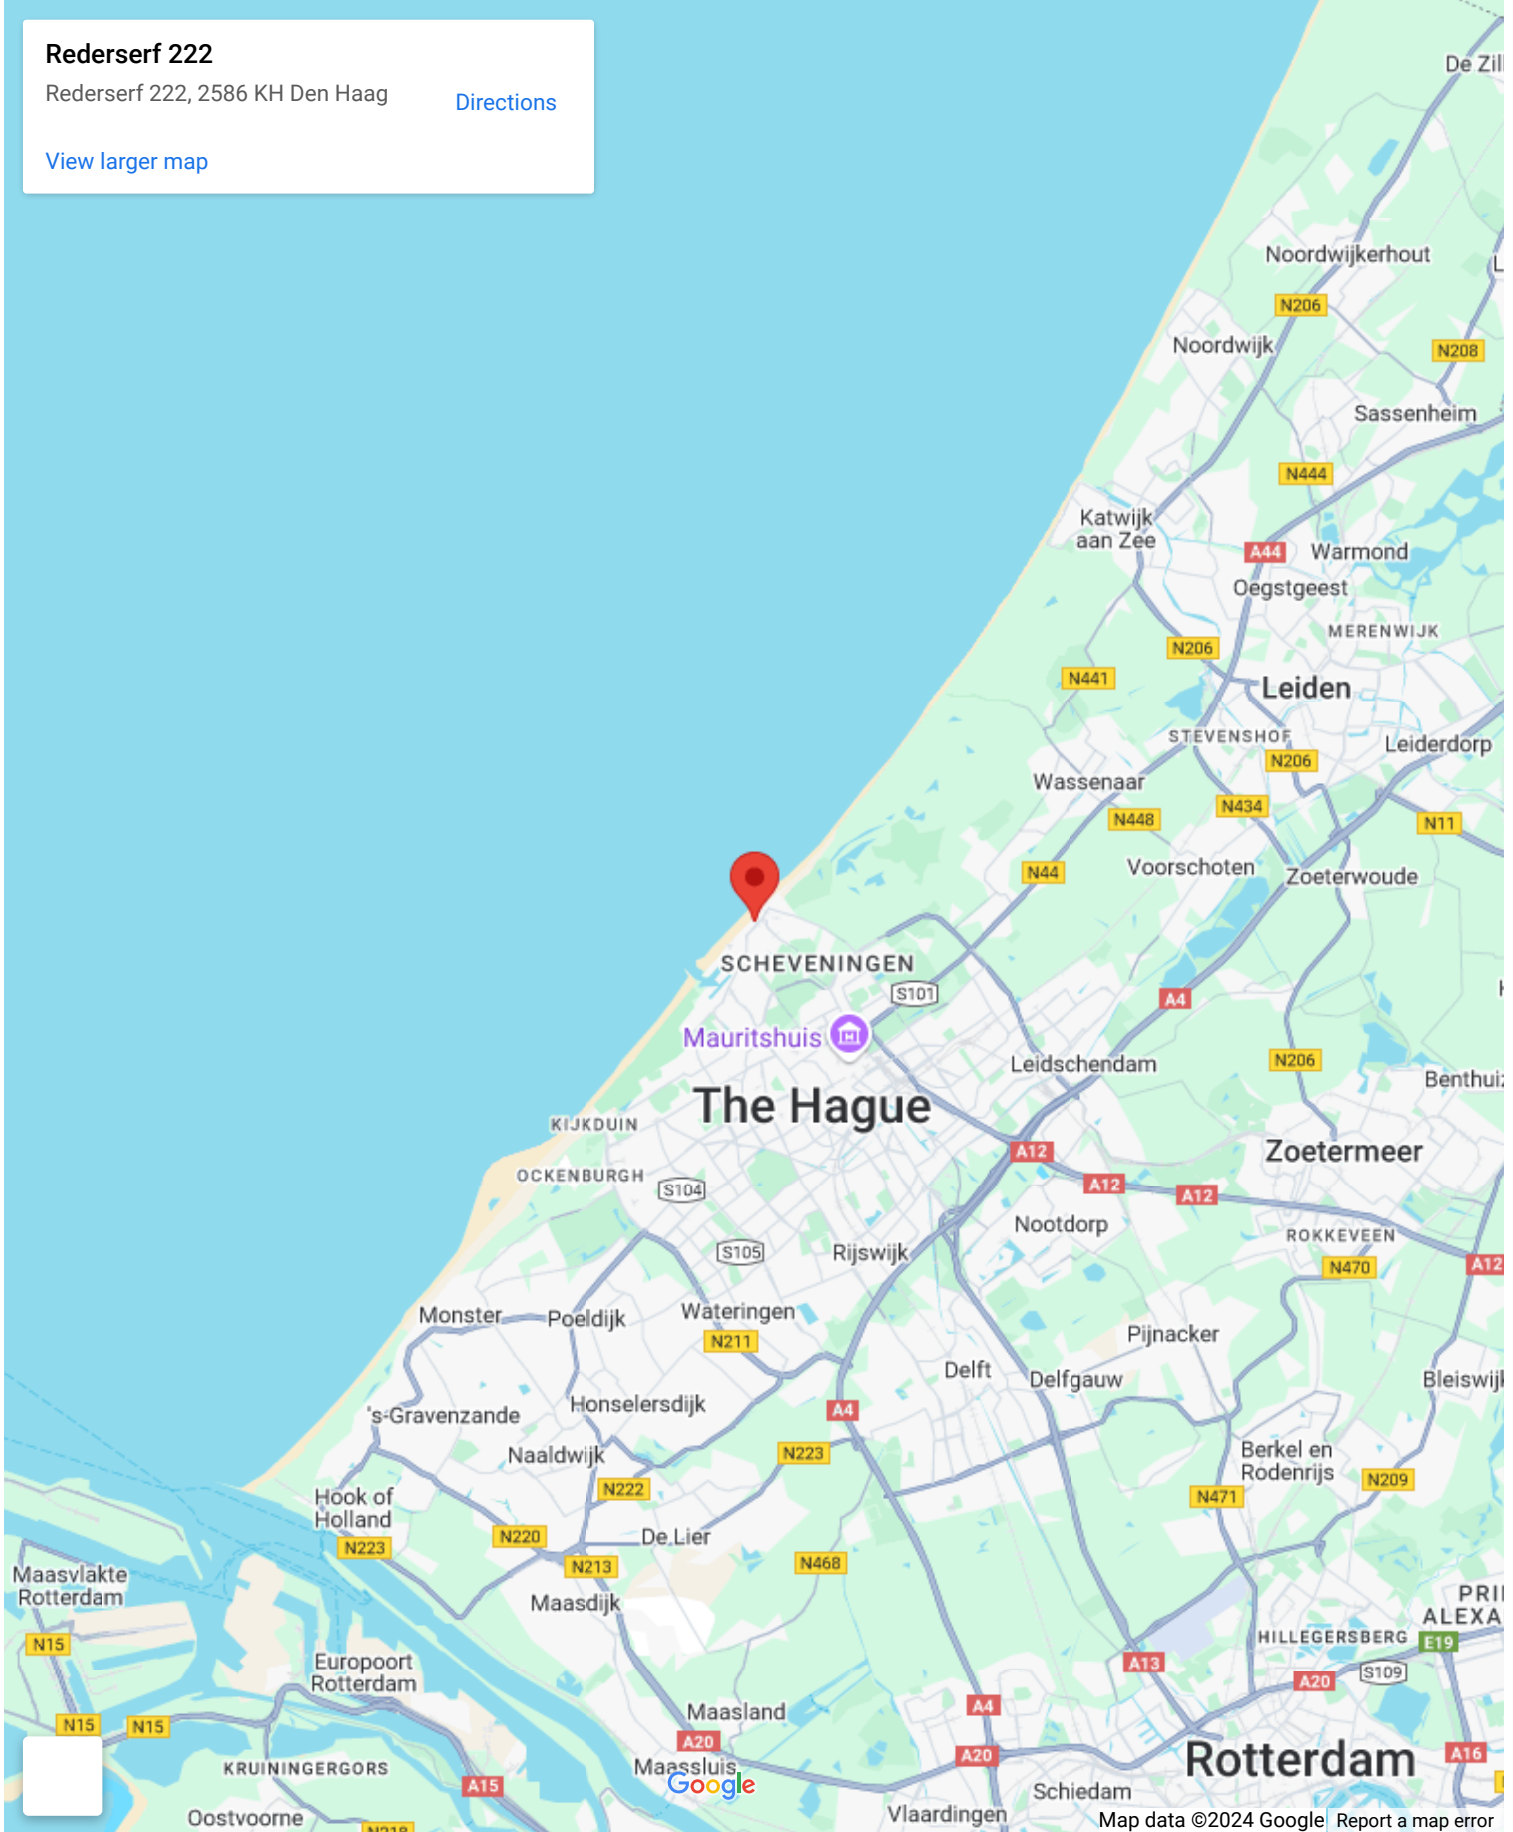 Rederserf 222
Rederserf 222, 2586 KH Den Haag
Directions
View larger map
De Zil
Noordwijkerhout
N206
Noordwijk
N208
Sassenheim
N444
Katwijk
aan Zee
A44
Warmond
Oegstgeest
MERENWIJK
N206
N441
Leiden
STEVENSHOF
Leiderdorp
N206
Wassenaar
N434
N448
N11
N44
Voorschoten
Zoeterwoude
SCHEVENINGEN
S101
A4
Mauritshuis
Leidschendam
N206
Benthuiz
The Hague
KIJKDUIN
A12
Zoetermeer
OCKENBURGH
S104
A12
A12
Nootdorp
ROKKEVEEN
S105
Rijswijk
N470
A12
Monster
Poeldijk
Wateringen
N211
Pijnacker
Delft
Delfgauw
Bleiswijk
Honselersdijk
's-Gravenzande
A4
Naaldwijk
N223
Berkel en
Rodenrijs
N222
N209
Hook of
Holland
N471
N220
De Lier
N223
N213
N468
Maasvlakte
Rotterdam
Maasdijk
PRI
ALEXA
N15
HILLEGERSBERG
E19
Europoort
Rotterdam
A13
S109
A20
A4
Maasland
N15
N15
A20
A20
Rotterdam
A16
KRUININGERGORS
Maassluis
Google
A15
Schiedam
Oostvoorne
Vlaardingen
N218
Map data ©2024 Google
Report a map error